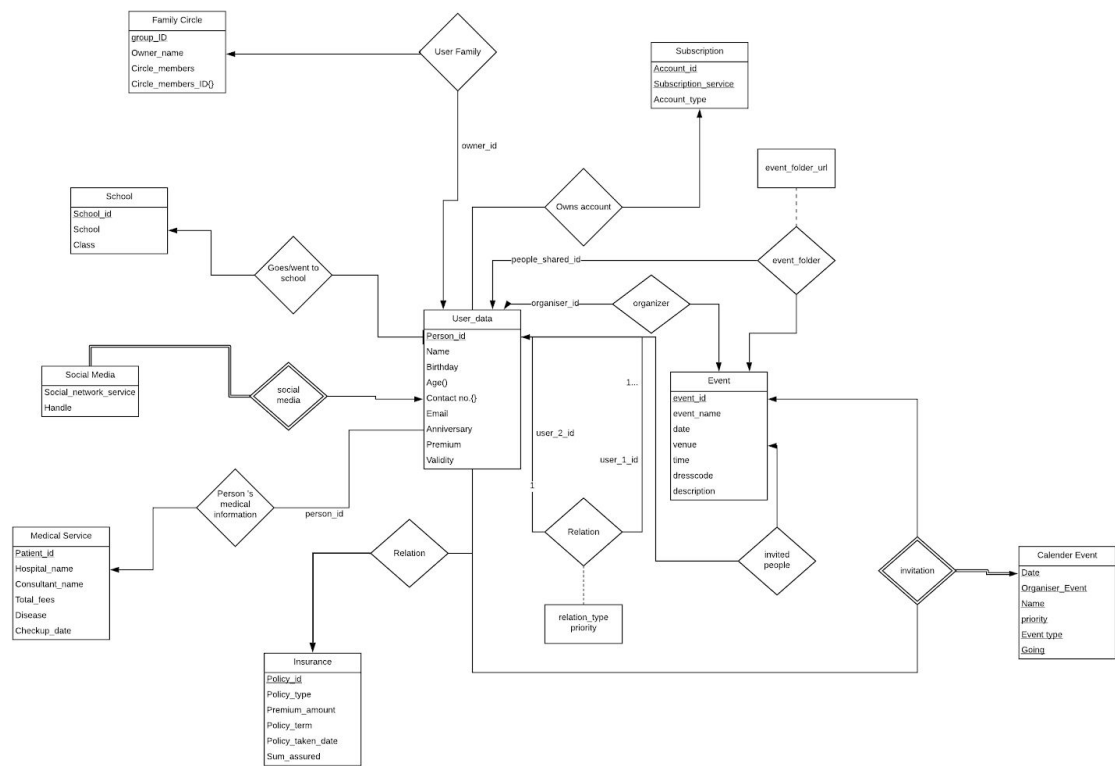 Family Circle
group_ID
Owner_name
Circle_members
Circle_members_ID{}
User Family
Subscription
Account_id
Subscription_service
Account_type
owner_id
event_folder_url
School
School_id
School
Class
Owns account
Goes/went to
school
people_shared_id
event_folder
organiser_id
organizer
User_data
Person_id
Name
Birthday
Age()
Contact no.{}
Email
Anniversary
Premium
Validity
Social Media
Social_network_service
Handle
social
media
1...
Event
event_id
event_name
date
venue
time
dresscode
description
user_2_id
user_1_id
1
Person 's
medical
information
person_id
Medical Service
Patient_id
Hospital_name
Consultant_name
Total_fees
Disease
Checkup_date
Relation
Relation
invited
people
invitation
Calender Event
Date
Organiser_Event
Name
priority
Event type
Going
relation_type
priority
Insurance
Policy_id
Policy_type
Premium_amount
Policy_term
Policy_taken_date
Sum_assured